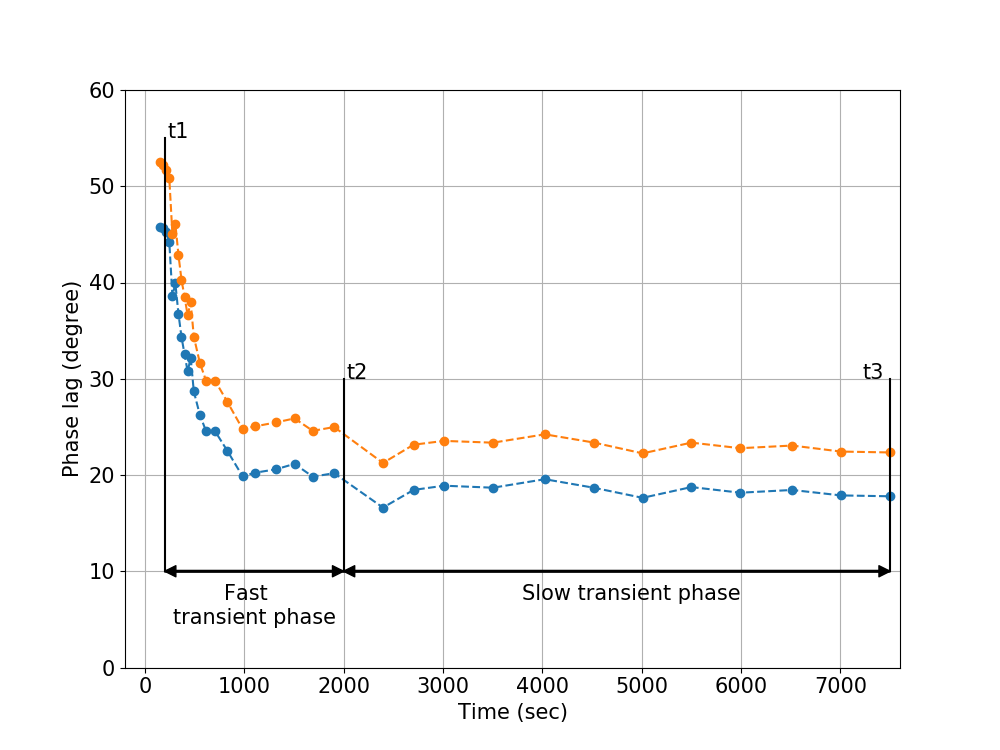 60
50
40
30
20
10
0
Phase lag (degree)
t1
t2
t3
Fast
transient phase
Slow transient phase
0 1000 2000 3000 4000 5000 6000 7000
Time (sec)